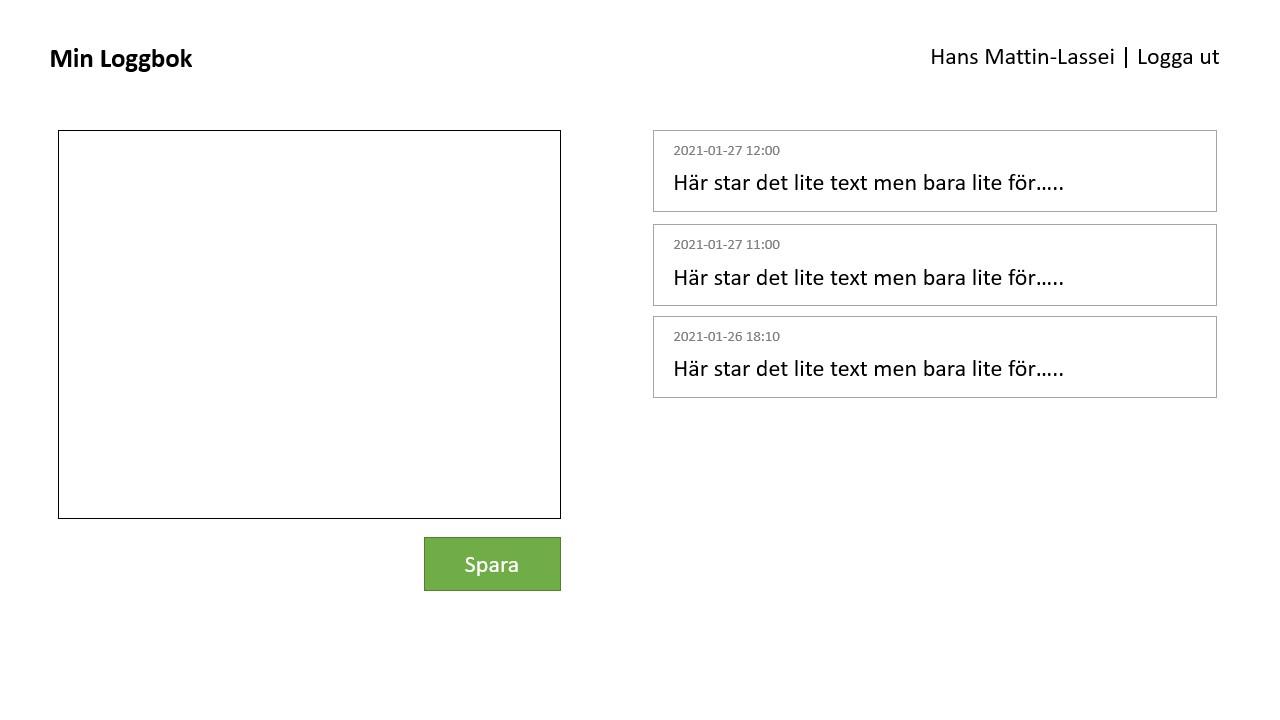 Min Loggbok
Hans Mattin-Lassei | Logga ut
2021-01-27 12:00
Här star det lite text men bara lite för…..
2021-01-27 11:00
Här star det lite text men bara lite för…..
2021-01-26 18:10
Här star det lite text men bara lite för…..
Spara